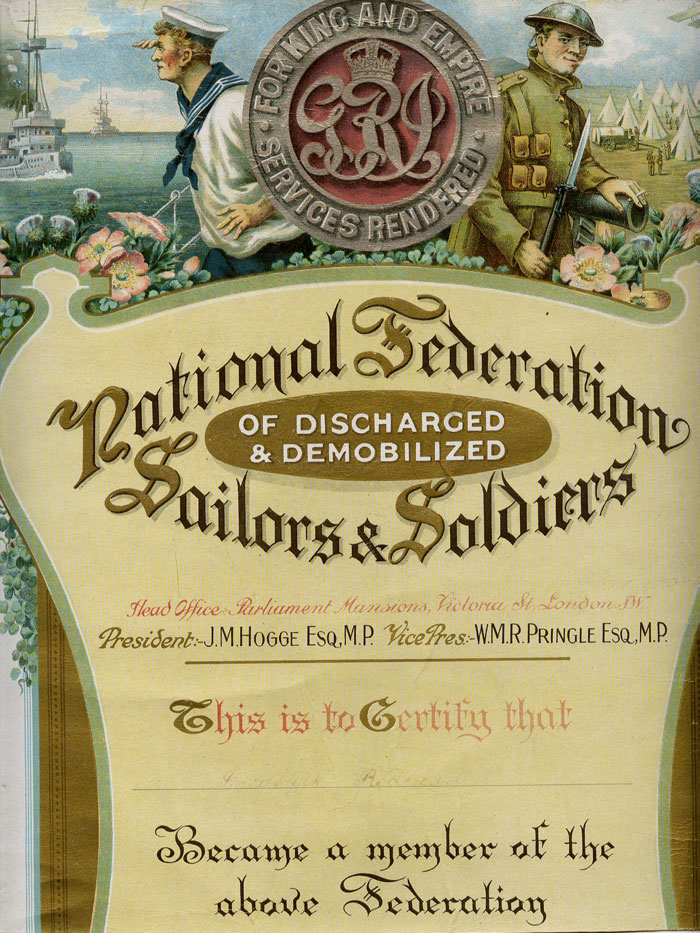 FOR KING AND EMPIRE
SERVICES RENDERED
GRI
National Federation
OF DISCHARGED
& DEMOBILIZED
Sailors & Soldiers
Head Office:- Parliament Mansions, Victoria St, London. SW.
President:- J.M. HOGGE ESQ, M.P. Vice Pres:- W.M.R. PRINGLE ESQ., M.P.
This is to Certify that
Became a member of the
above Federation